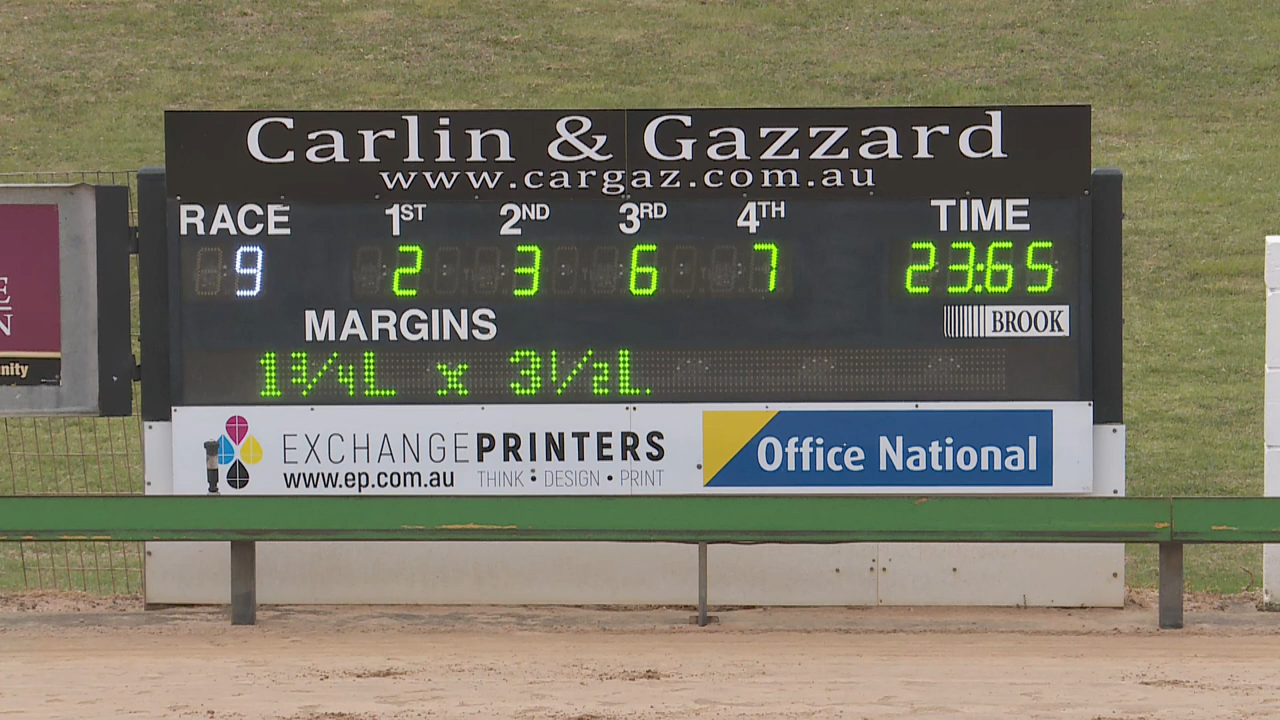 Carlin & Gazzard
www.cargaz.com.au
RACE 1ST 2ND 3RD 4TH TIME
9 2 3 6 7 23:65
BROOK
MARGINS
1¾L x 3½L
E
N
nity
EXCHANGEPRINTERS
www.ep.com.au THINK • DESIGN • PRINT
Office National